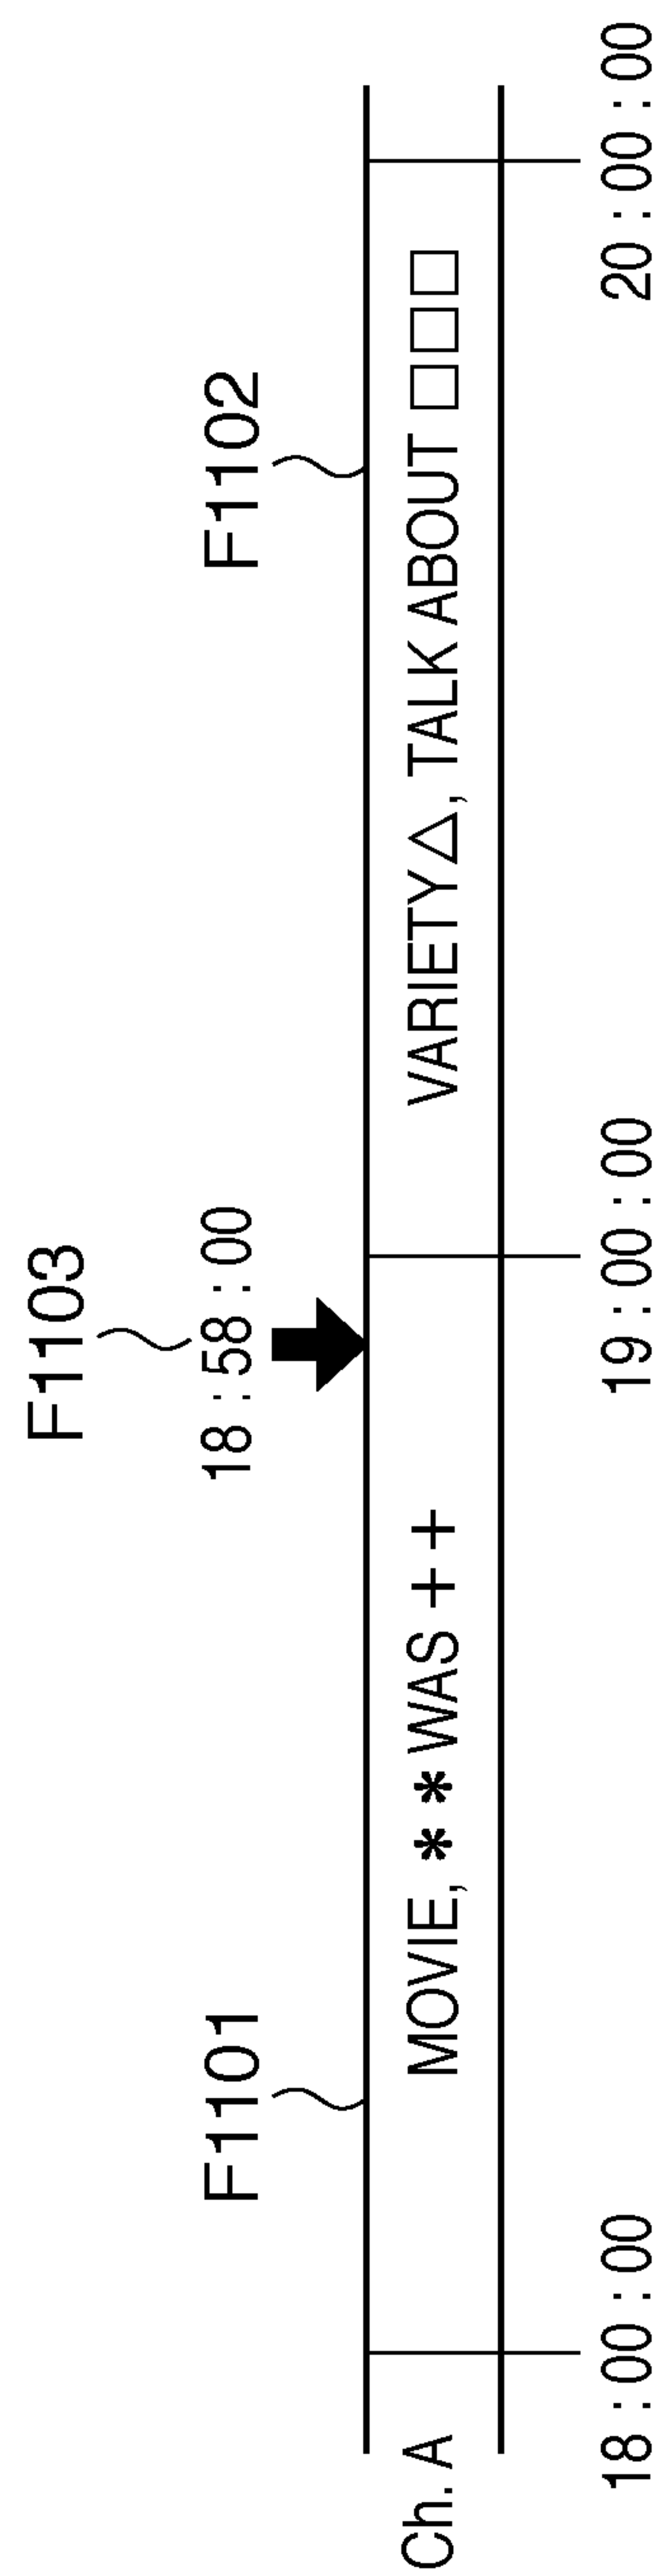 F1103
F1101
18 : 58 : 00
F1102
Ch. A
MOVIE, * * WAS + +
VARIETY △, TALK ABOUT □□□
18 : 00 : 00
19 : 00 : 00
20 : 00 : 00